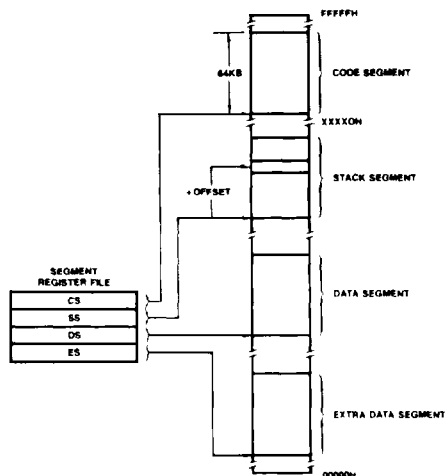 FFFFFH
64KB
CODE SEGMENT
XXXX0H
STACK SEGMENT
+ OFFSET
SEGMENT
REGISTER FILE
CS
SS
DS
ES
DATA SEGMENT
EXTRA DATA SEGMENT
00000H